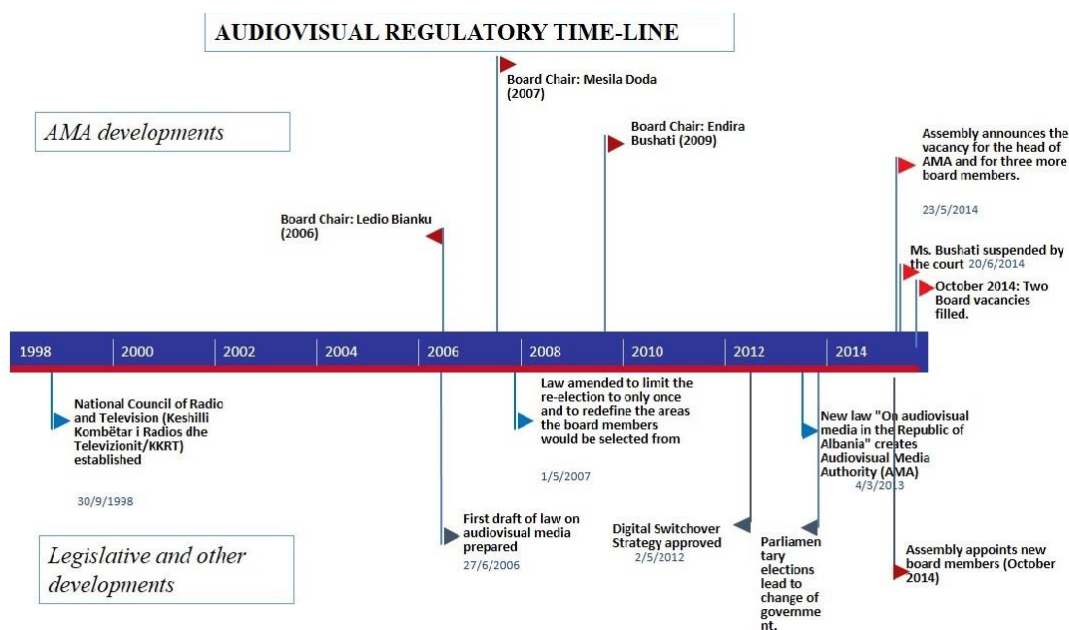 AUDIOVISUAL REGULATORY TIME-LINE
Board Chair: Mesila Doda
(2007)
AMA developments
Board Chair: Endira
Bushati (2009)
Assembly announces the
vacancy for the head of
AMA and for three more
board members.
23/5/2014
Board Chair: Ledio Bianku
(2006)
Ms. Bushati suspended by
the court 20/6/2014
October 2014: Two
Board vacancies
filled.
1998 2000 2002 2004 2006 2008 2010 2012 2014
National Council of Radio
and Television (Keshilli
Kombëtar i Radios dhe
Televizionit/KKRT)
established
30/9/1998
Law amended to limit the
re-election to only once
and to redefine the areas
the board members
would be selected from
1/5/2007
New law "On audiovisual
media in the Republic of
Albania" creates
Audiovisual Media
Authority (AMA)
4/3/2013
First draft of law on
audiovisual media
prepared
27/6/2006
Digital Switchover
Strategy approved
2/5/2012
Parliamen
tary
elections
lead to
change of
governme
nt.
Assembly appoints new
board members (October
2014)
Legislative and other
developments